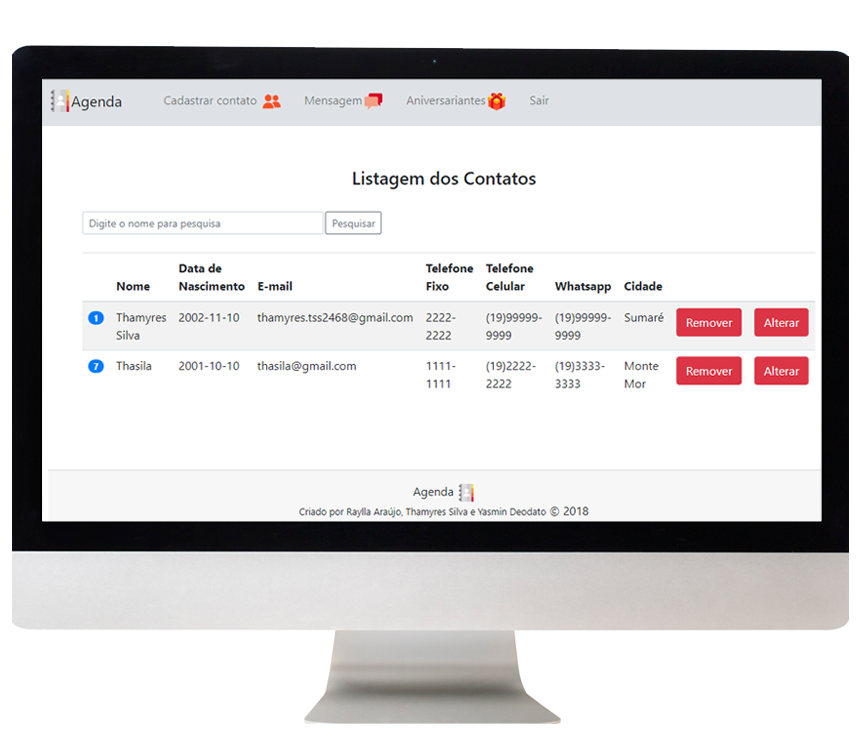 Agenda Cadastrar contato Mensagem Aniversariantes Sair
Listagem dos Contatos
Digite o nome para pesquisa Pesquisar
Nome Data de Nascimento E-mail Telefone Fixo Telefone Celular Whatsapp Cidade
1 Thamyres Silva 2002-11-10 thamyres.tss2468@gmail.com 2222-2222 (19)99999-9999 (19)99999-9999 Sumaré Remover Alterar
7 Thasila 2001-10-10 thasila@gmail.com 1111-1111 (19)2222-2222 (19)3333-3333 Monte Mor Remover Alterar
Agenda
Criado por Raylla Araújo, Thamyres Silva e Yasmin Deodato © 2018